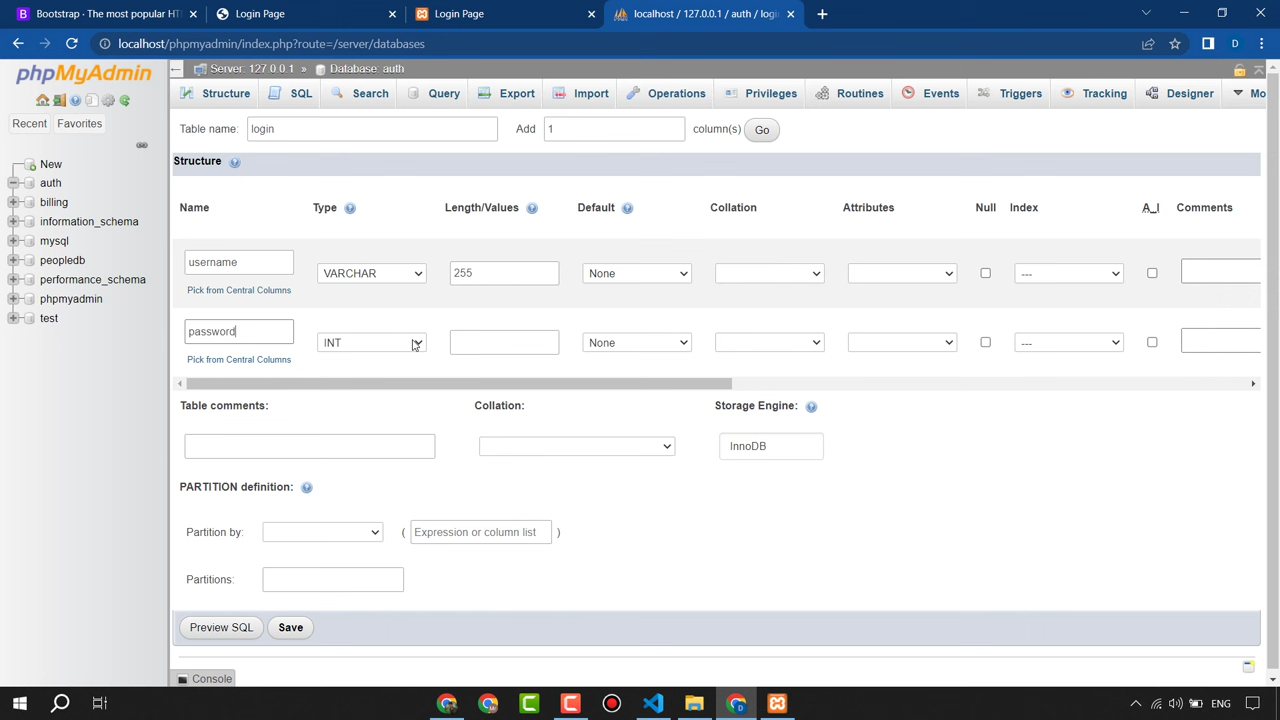 Bootstrap · The most popular HT
Login Page
Login Page
localhost / 127.0.0.1 / auth / logi
localhost/phpmyadmin/index.php?route=/server/databases
D
phpMyAdmin
Recent
Favorites
New
auth
billing
information_schema
mysql
peopledb
performance_schema
phpmyadmin
test
Server: 127.0.0.1 » Database: auth
Structure
SQL
Search
Query
Export
Import
Operations
Privileges
Routines
Events
Triggers
Tracking
Designer
Mo
Table name: login Add 1 column(s) Go
Structure
Name Type Length/Values Default Collation Attributes Null Index A_I Comments
username VARCHAR 255 None ---
Pick from Central Columns
password INT None ---
Pick from Central Columns
Table comments: Collation: Storage Engine:
InnoDB
PARTITION definition:
Partition by: ( Expression or column list )
Partitions:
Preview SQL Save
Console
ENG